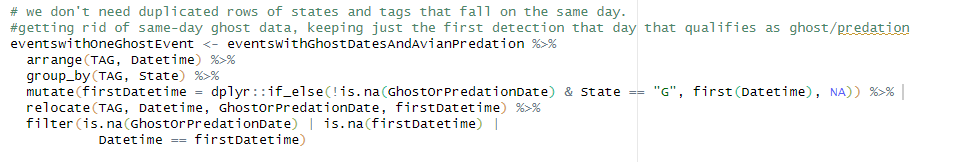 # we don't need duplicated rows of states and tags that fall on the same day.
#getting rid of same-day ghost data, keeping just the first detection that day that qualifies as ghost/predation
eventswithOneGhostEvent <- eventsWithGhostDatesAndAvianPredation %>%
  arrange(TAG, Datetime) %>%
  group_by(TAG, State) %>%
  mutate(firstDatetime = dplyr::if_else(!is.na(GhostOrPredationDate) & State == "G", first(Datetime), NA)) %>%
  relocate(TAG, Datetime, GhostOrPredationDate, firstDatetime) %>%
  filter(is.na(GhostOrPredationDate) | is.na(firstDatetime) |
           Datetime == firstDatetime)